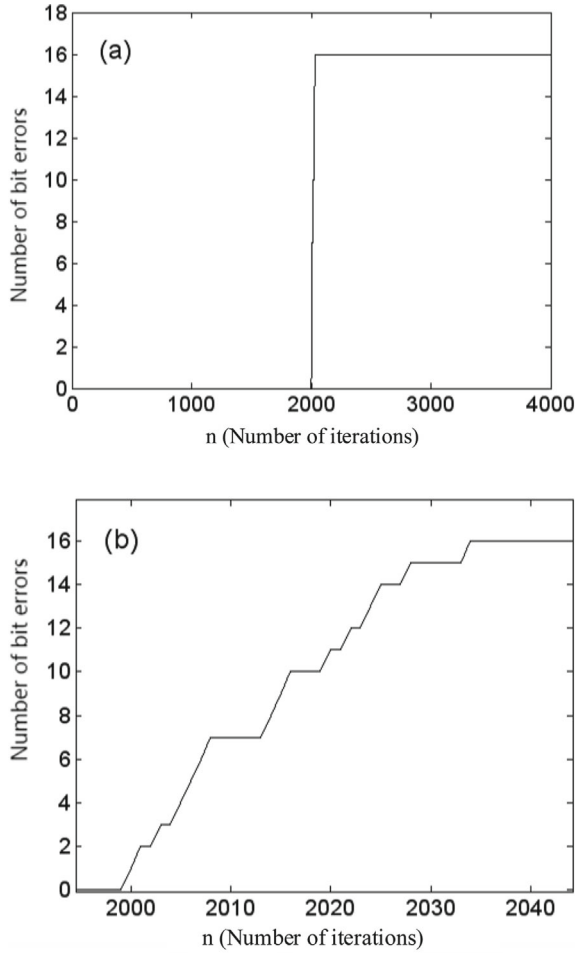 18
16
14
12
10
8
6
4
2
0
(a)
Number of bit errors
0 1000 2000 3000 4000
n (Number of iterations)
16
14
12
10
8
6
4
2
0
(b)
Number of bit errors
2000 2010 2020 2030 2040
n (Number of iterations)